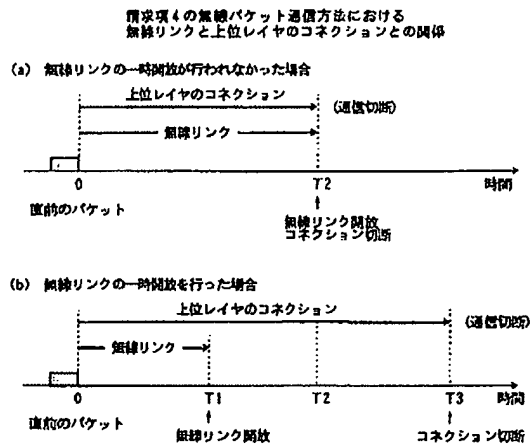 請求項4の無線パケット通信方法における
無線リンクと上位レイヤのコネクションとの関係
(a) 無線リンクの一時開放が行われなかった場合
上位レイヤのコネクション
(通信切断)
無線リンク
0
T2
時間
直前のパケット
無線リンク開放
コネクション切断
(b) 無線リンクの一時開放を行った場合
上位レイヤのコネクション
(通信切断)
無線リンク
0
T1
T2
T3
時間
直前のパケット
無線リンク開放
コネクション切断